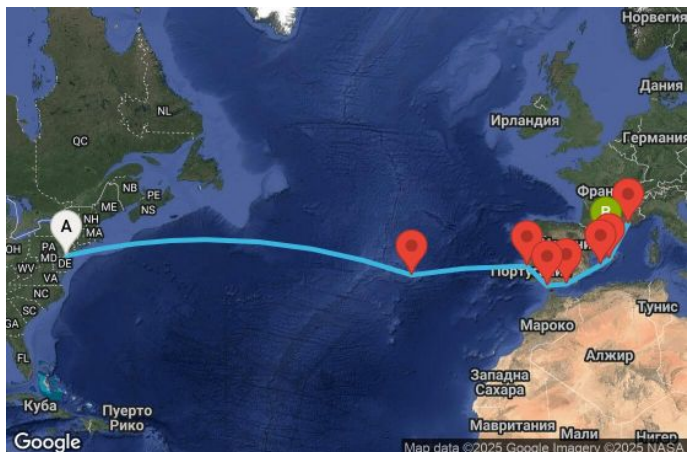 Норвегия
NL
Дания
Ирландия
QC
Германия
NB
PE
ME
NS
NH
MA
A
OH
PA
MD
DE
WV
VA
NC
SC
GA
FL
Куба
Пуерто
Рико
Мароко
Тунис
Алжир
Западна
Сахара
Мавритания
Мали
Нигер
Google
Map data ©2025 Google Imagery ©2025 NASA